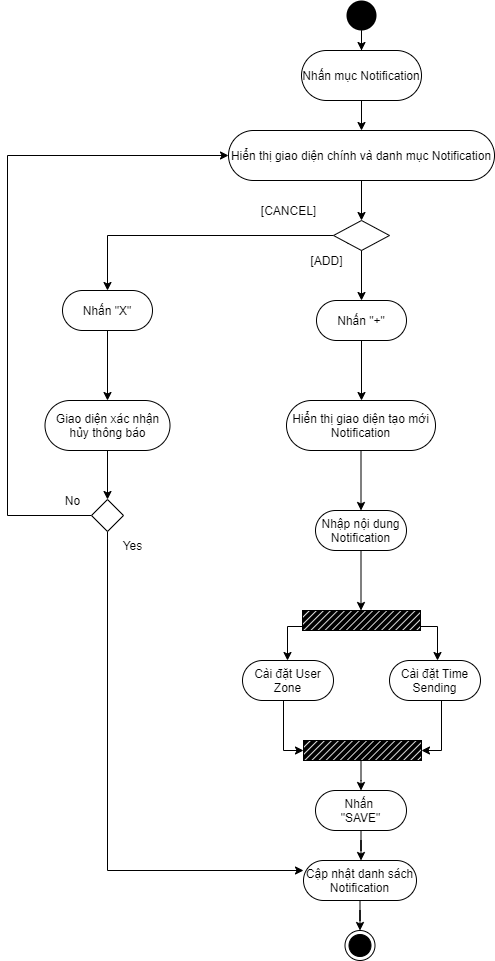 Nhấn mục Notification
Hiển thị giao diện chính và danh mục Notification
[CANCEL]
[ADD]
Nhấn "X"
Nhấn "+"
Giao diện xác nhận
hủy thông báo
Hiển thị giao diện tạo mới
Notification
No
Yes
Nhập nội dung
Notification
Cài đặt User
Zone
Cài đặt Time
Sending
Nhấn
"SAVE"
Cập nhật danh sách
Notification